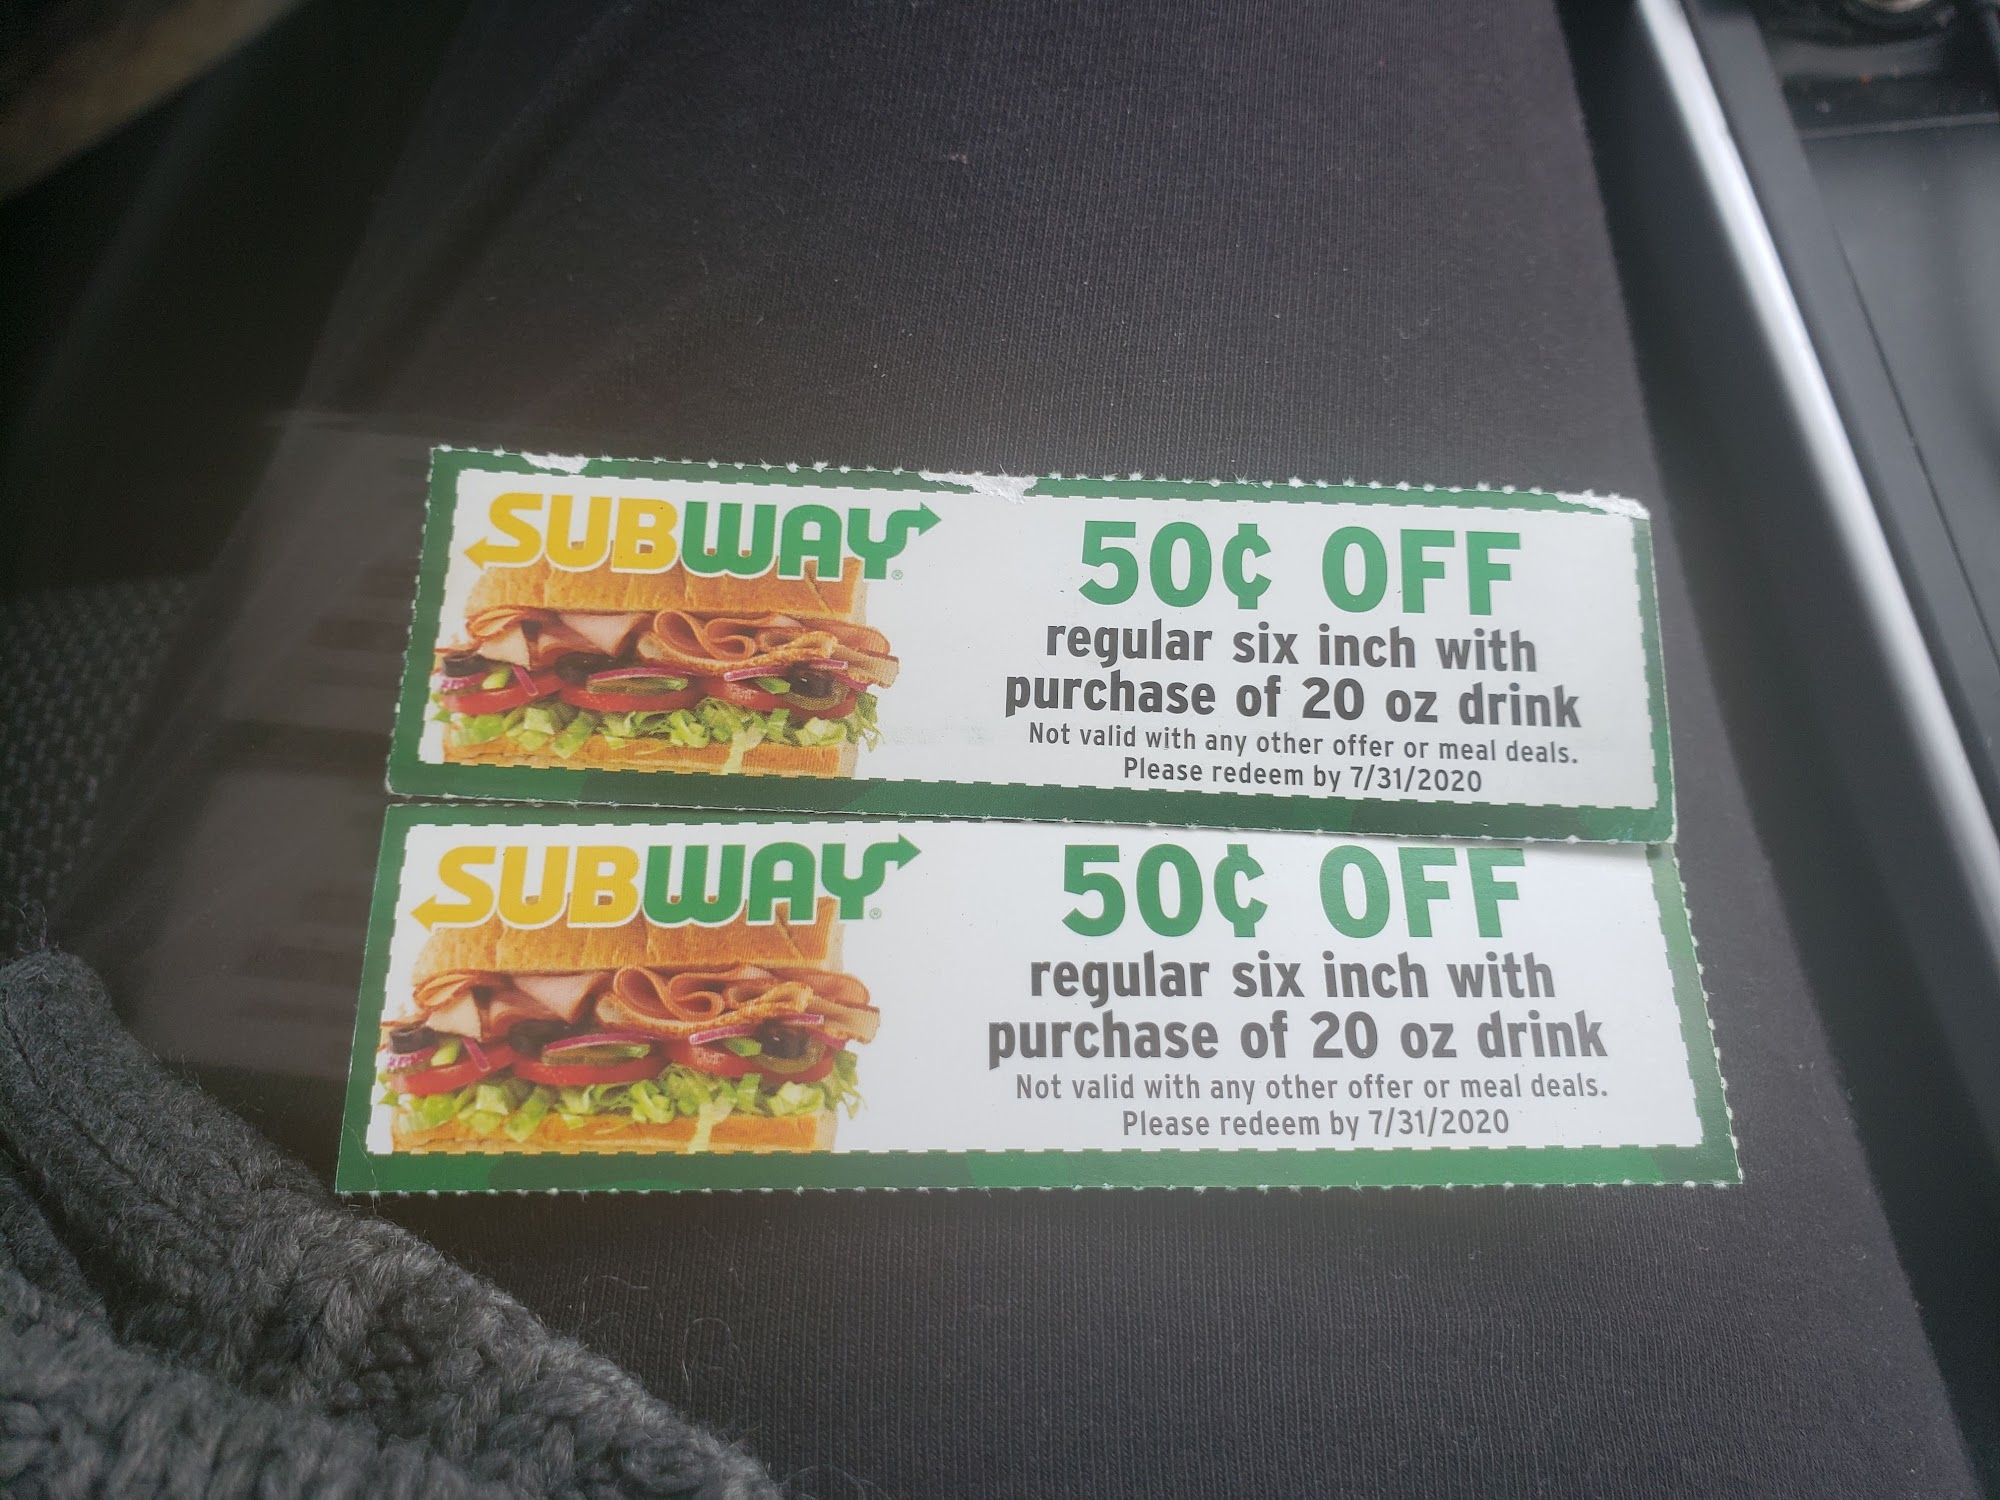 SUBWAY®
50¢ OFF
regular six inch with
purchase of 20 oz drink
Not valid with any other offer or meal deals.
Please redeem by 7/31/2020
SUBWAY®
50¢ OFF
regular six inch with
purchase of 20 oz drink
Not valid with any other offer or meal deals.
Please redeem by 7/31/2020